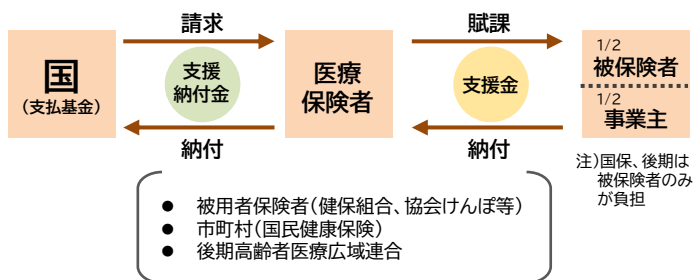 請求
賦課
国
(支払基金)
支援
納付金
医療
保険者
支援金
1/2
被保険者
1/2
事業主
納付
納付
注)国保、後期は
被保険者のみ
が負担
● 被用者保険者(健保組合、協会けんぽ等)
● 市町村(国民健康保険)
● 後期高齢者医療広域連合